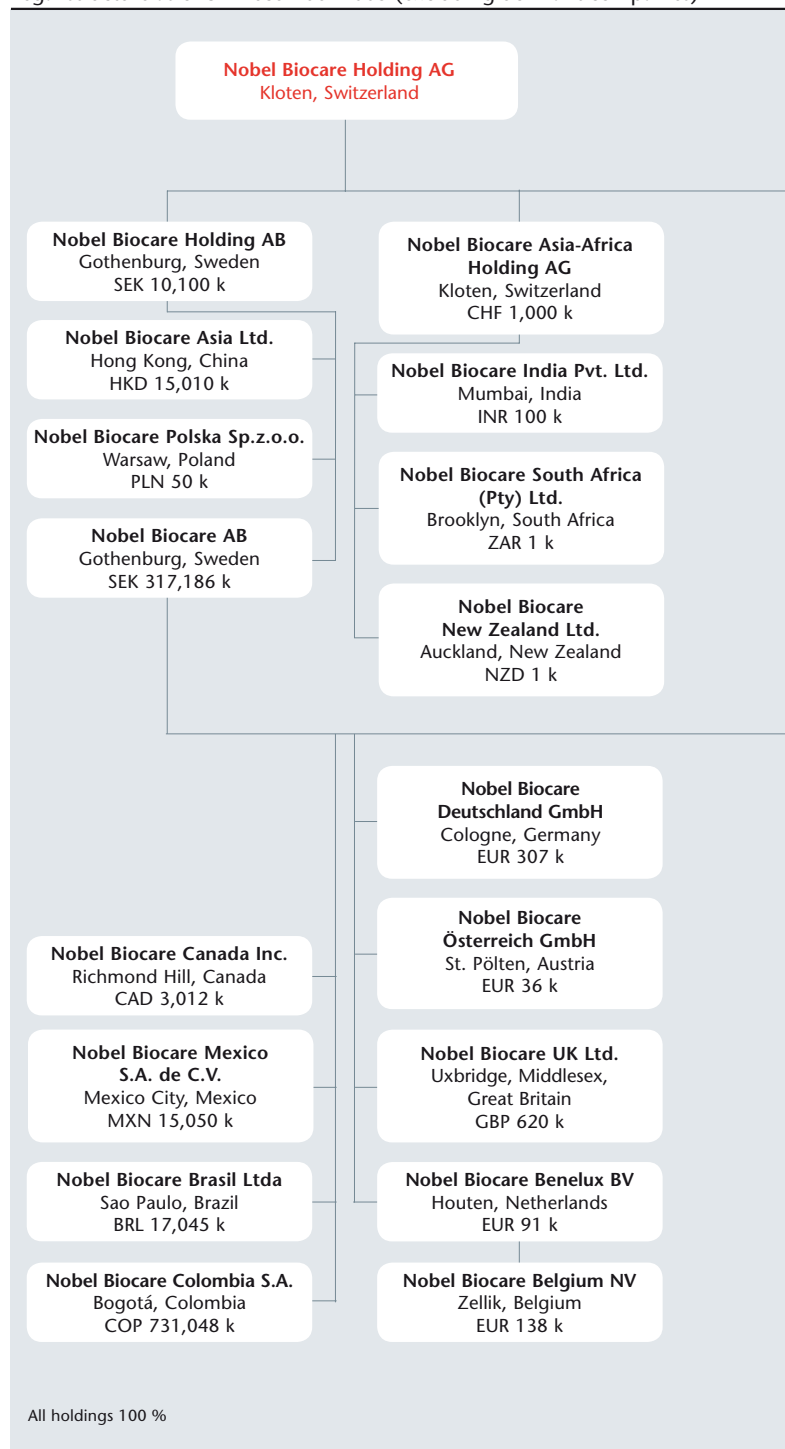 Nobel Biocare Holding AG
Kloten, Switzerland
Nobel Biocare Holding AB
Gothenburg, Sweden
SEK 10,100 k
Nobel Biocare Asia Ltd.
Hong Kong, China
HKD 15,010 k
Nobel Biocare Polska Sp.z.o.o.
Warsaw, Poland
PLN 50 k
Nobel Biocare AB
Gothenburg, Sweden
SEK 317,186 k
Nobel Biocare Asia-Africa
Holding AG
Kloten, Switzerland
CHF 1,000 k
Nobel Biocare India Pvt. Ltd.
Mumbai, India
INR 100 k
Nobel Biocare South Africa
(Pty) Ltd.
Brooklyn, South Africa
ZAR 1 k
Nobel Biocare
New Zealand Ltd.
Auckland, New Zealand
NZD 1 k
Nobel Biocare Canada Inc.
Richmond Hill, Canada
CAD 3,012 k
Nobel Biocare Mexico
S.A. de C.V.
Mexico City, Mexico
MXN 15,050 k
Nobel Biocare Brasil Ltda
Sao Paulo, Brazil
BRL 17,045 k
Nobel Biocare Colombia S.A.
Bogotá, Colombia
COP 731,048 k
Nobel Biocare
Deutschland GmbH
Cologne, Germany
EUR 307 k
Nobel Biocare
Österreich GmbH
St. Pölten, Austria
EUR 36 k
Nobel Biocare UK Ltd.
Uxbridge, Middlesex,
Great Britain
GBP 620 k
Nobel Biocare Benelux BV
Houten, Netherlands
EUR 91 k
Nobel Biocare Belgium NV
Zellik, Belgium
EUR 138 k
All holdings 100 %